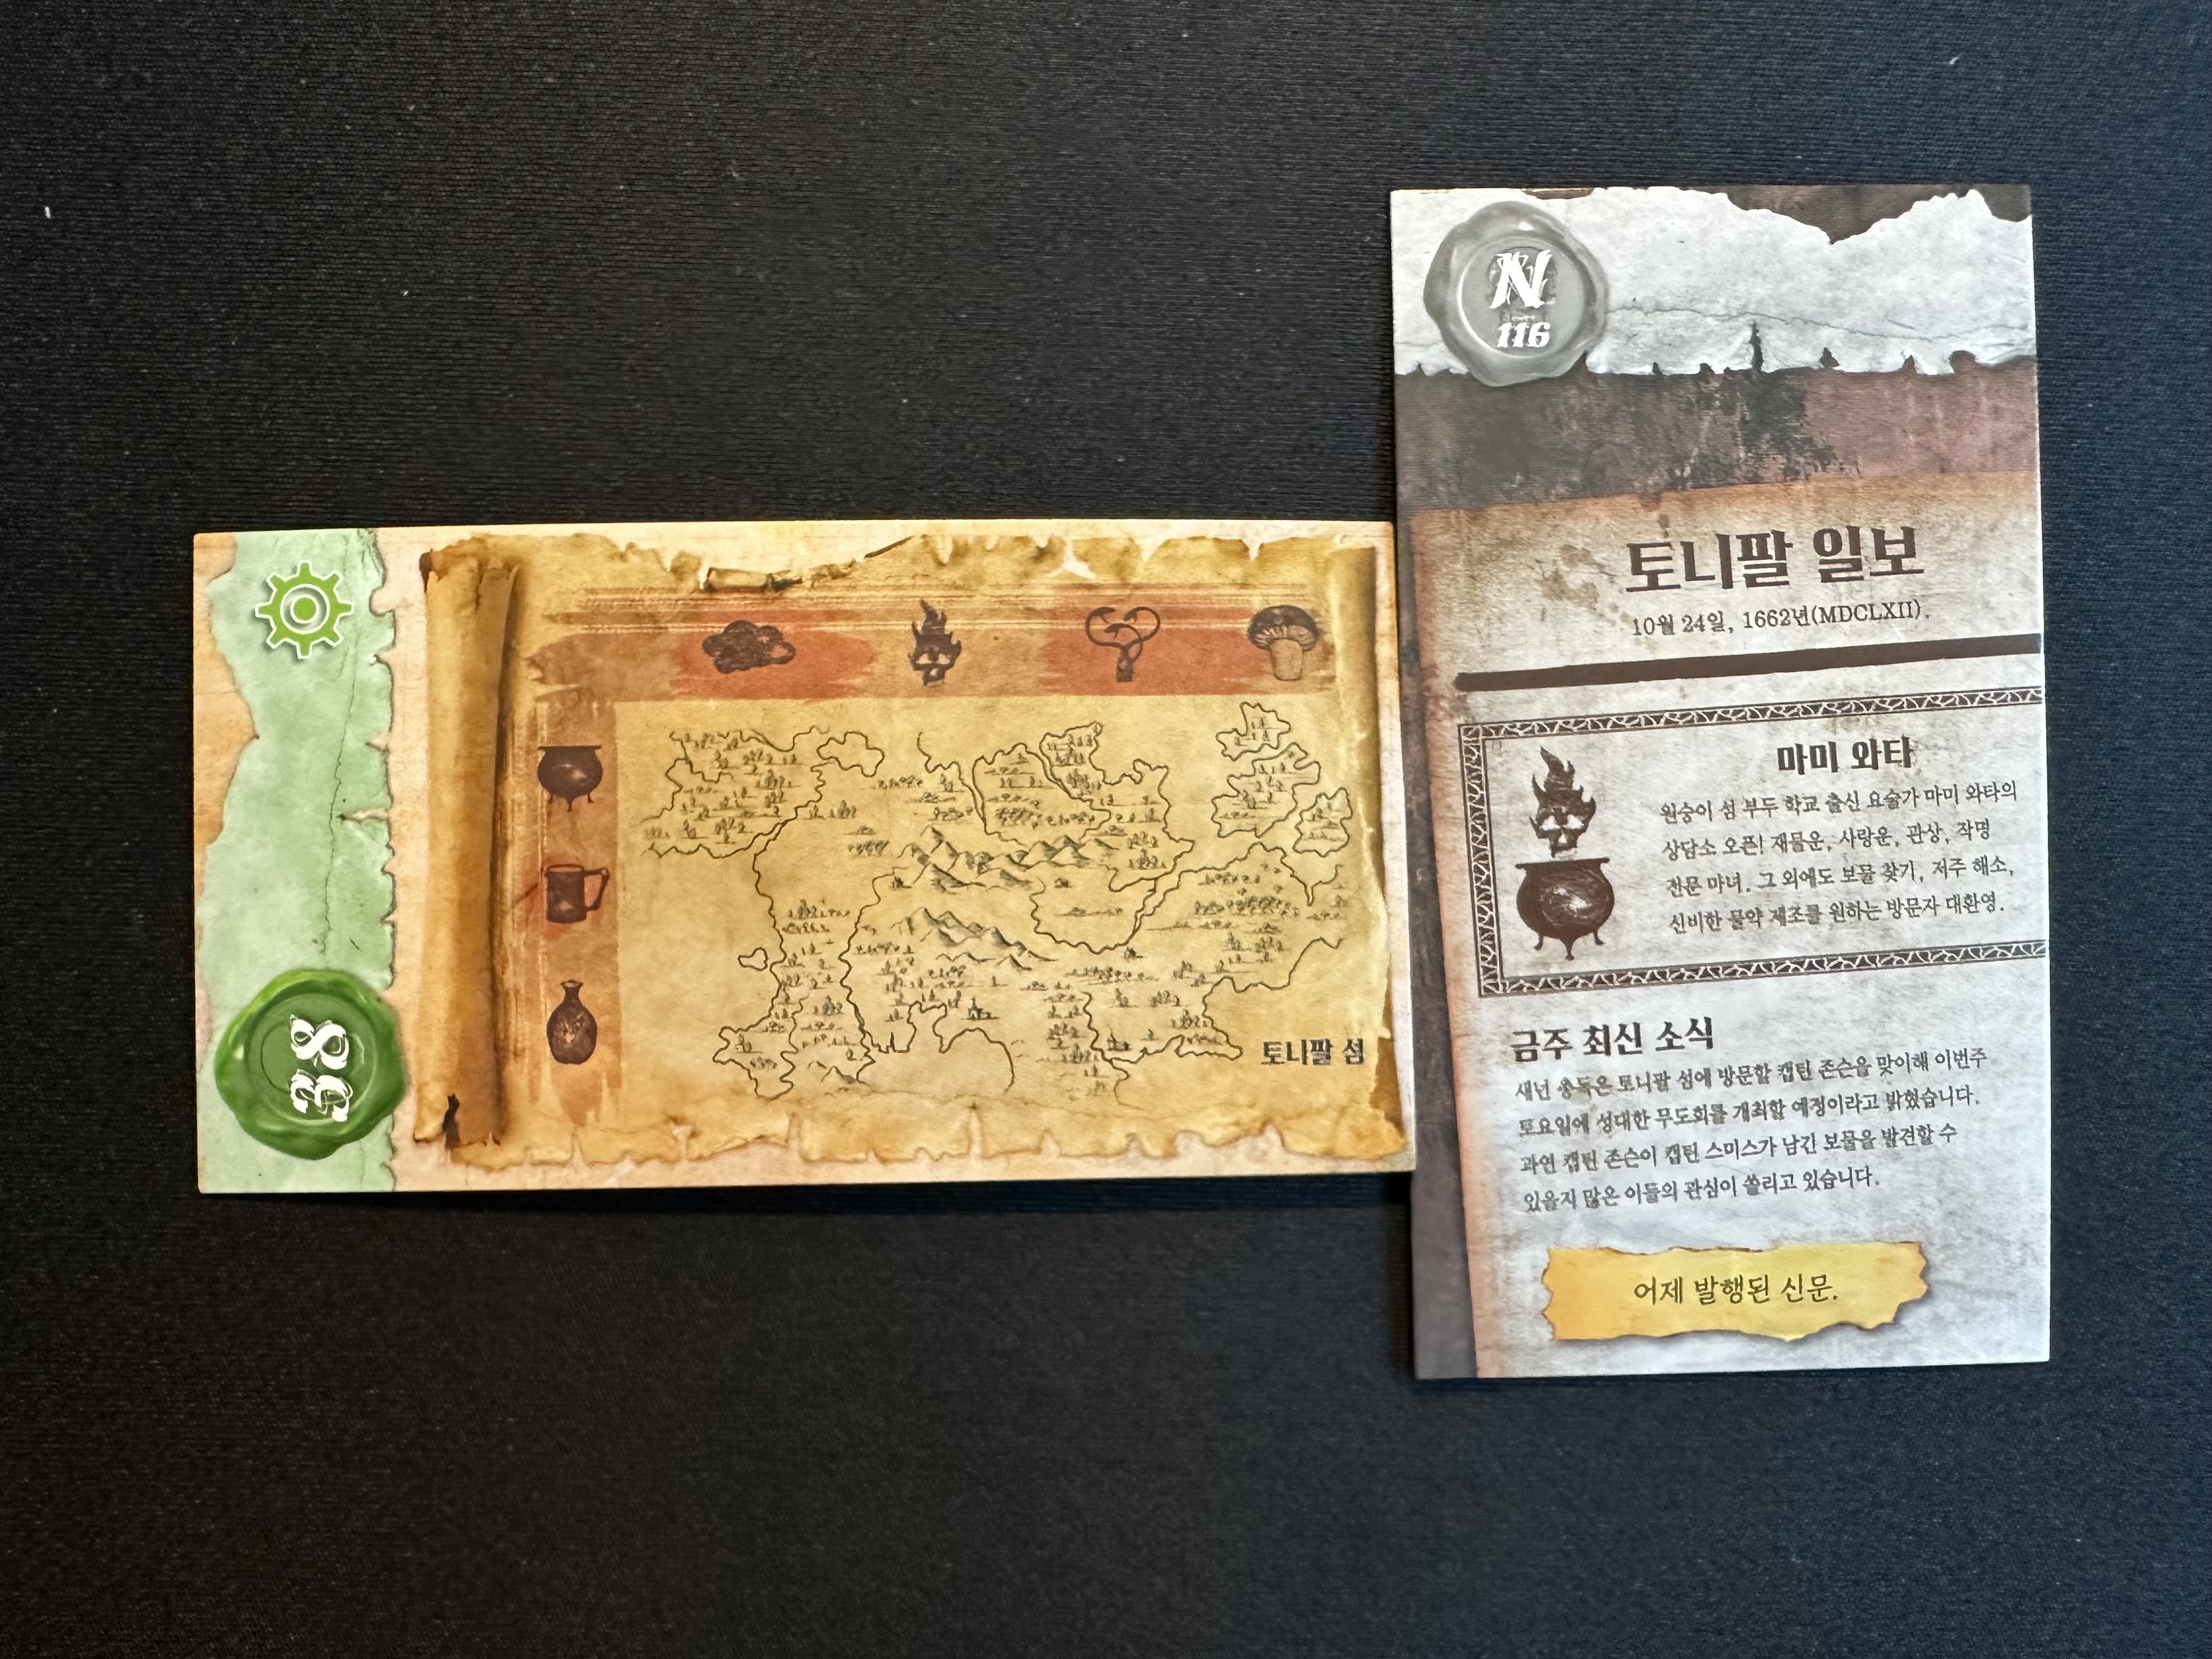 38
토니팔 섬
N
116
토니팔 일보
10월 24일, 1662년(MDCLXII).
마미 와타
원숭이 섬 부두 학교 출신 요술가 마미 와타의
상담소 오픈! 재물운, 사랑운, 관상, 작명
전문 마녀. 그 외에도 보물 찾기, 저주 해소,
신비한 물약 제조를 원하는 방문자 대환영.
금주 최신 소식
섀넌 총독은 토니팔 섬에 방문할 캡틴 존슨을 맞이해 이번주
토요일에 성대한 무도회를 개최할 예정이라고 밝혔습니다.
과연 캡틴 존슨이 캡틴 스미스가 남긴 보물을 발견할 수
있을지 많은 이들의 관심이 쏠리고 있습니다.
어제 발행된 신문.